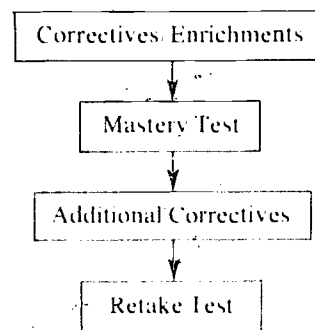 Correctives/Enrichments
Mastery Test
Additional Correctives
Retake Test